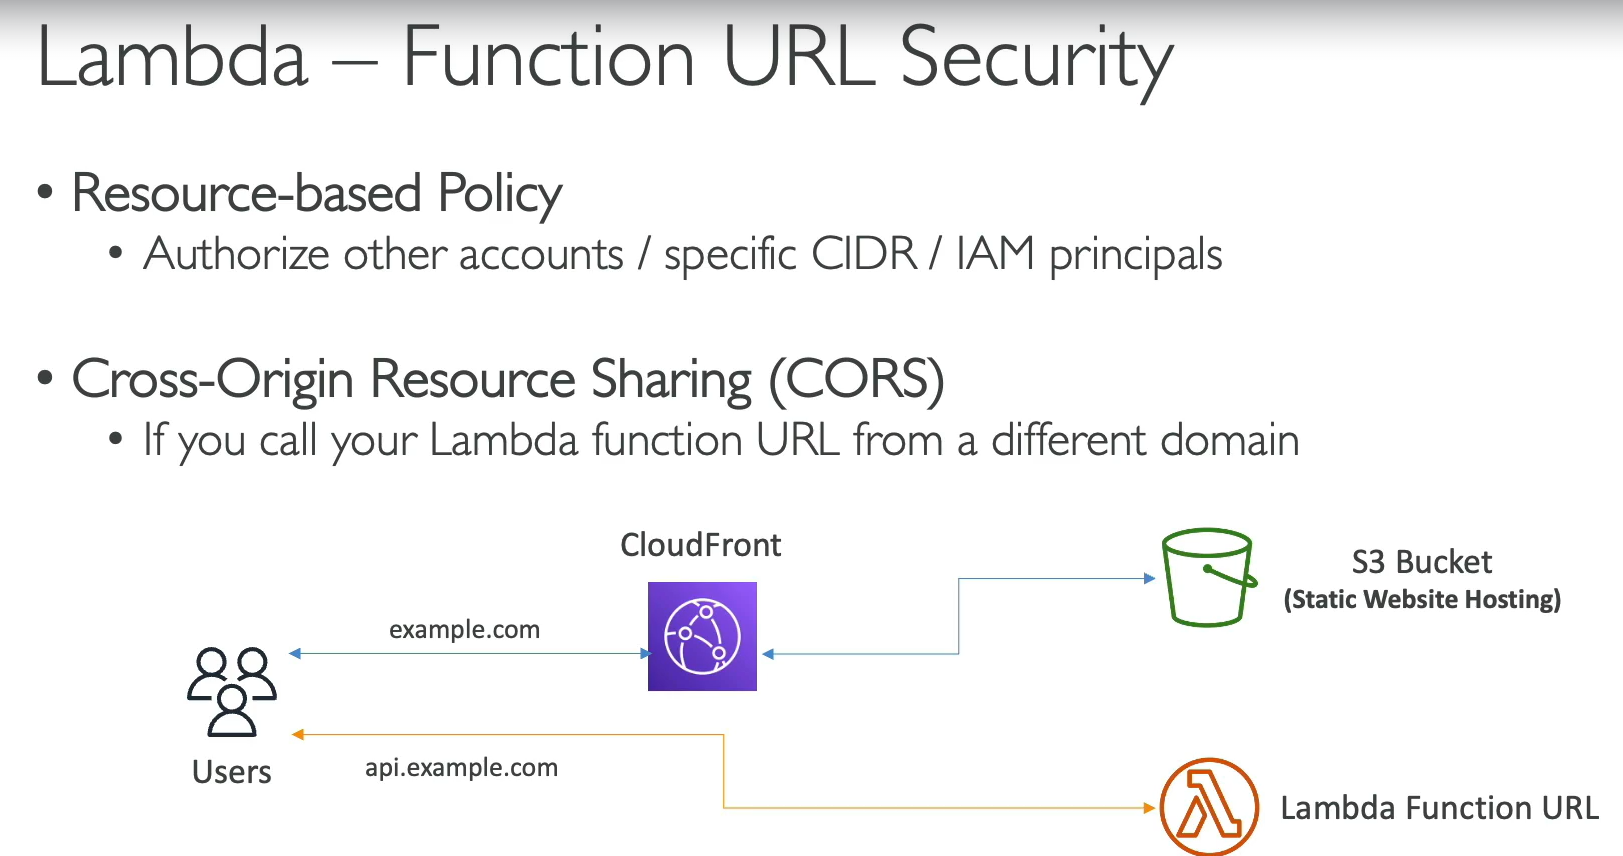 Lambda – Function URL Security
• Resource-based Policy
• Authorize other accounts / specific CIDR / IAM principals
• Cross-Origin Resource Sharing (CORS)
• If you call your Lambda function URL from a different domain
CloudFront
S3 Bucket
(Static Website Hosting)
example.com
Users
api.example.com
Lambda Function URL